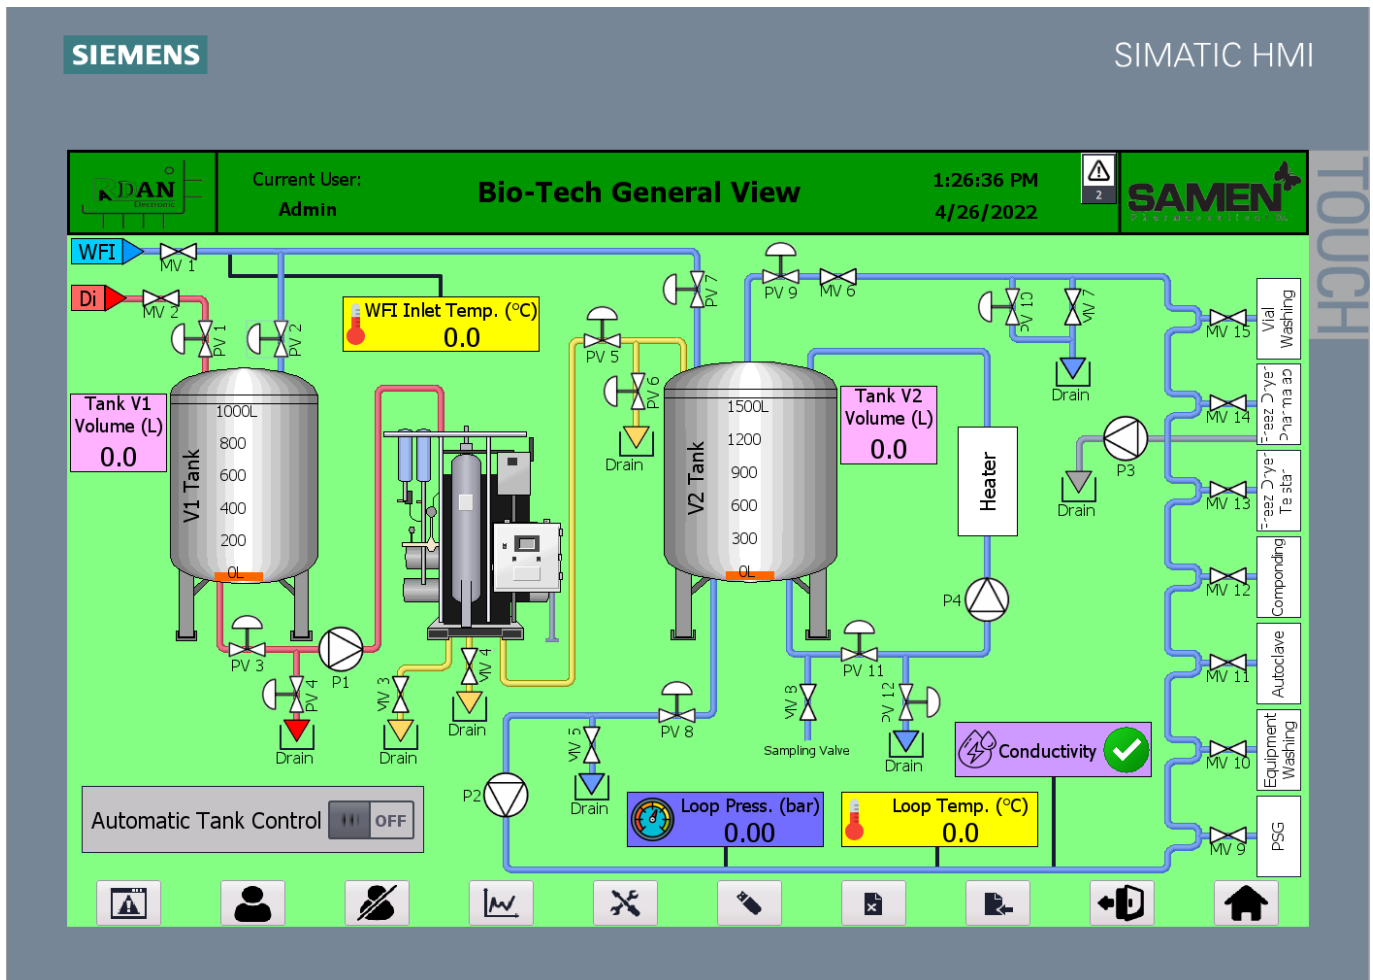 SIEMENS
SIMATIC HMI
TOUCH
RDAN
Electronic
Current User:
Admin
Bio-Tech General View
1:26:36 PM
4/26/2022
2
SAMEN
WFI
MV 1
Di
MV 2
PV 1
PV 2
WFI Inlet Temp. (°C)
0.0
PV 7
PV 9
MV 6
PV 10
MV 7
Drain
PV 5
PV 6
Drain
Tank V1
Volume (L)
0.0
V1 Tank
1000L
800
600
400
200
0L
V2 Tank
1500L
1200
900
600
300
0L
Tank V2
Volume (L)
0.0
Heater
P4
P3
Drain
MV 15
Vial
Washing
MV 14
MV 13
MV 12
Componding
MV 11
Autoclave
MV 10
Equipment
Washing
MV 9
PSG
PV 3
PV 4
Drain
P1
MV 3
Drain
MV 4
Drain
PV 8
MV 5
Drain
P2
PV 11
MV 8
Sampling Valve
PV 12
Drain
Conductivity
Loop Press. (bar)
0.00
Loop Temp. (°C)
0.0
Automatic Tank Control
OFF